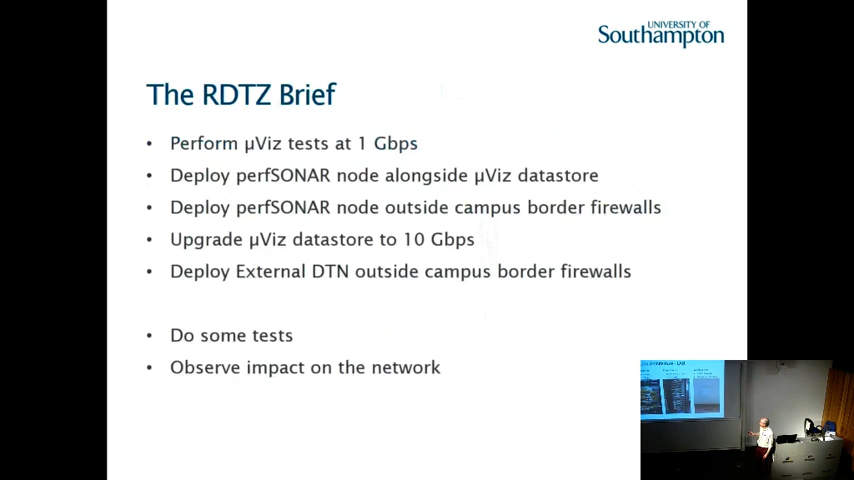 UNIVERSITY OF
Southampton
The RDTZ Brief
• Perform µViz tests at 1 Gbps
• Deploy perfSONAR node alongside µViz datastore
• Deploy perfSONAR node outside campus border firewalls
• Upgrade µViz datastore to 10 Gbps
• Deploy External DTN outside campus border firewalls
• Do some tests
• Observe impact on the network